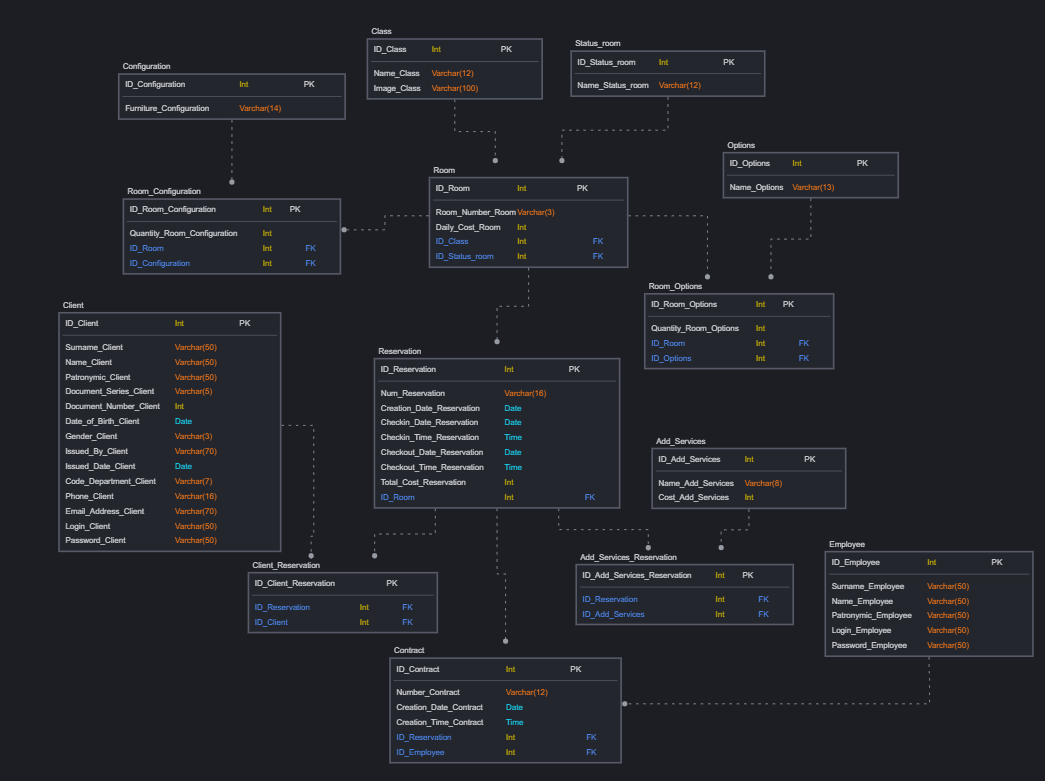 Class
ID_Class Int PK
Name_Class Varchar(12)
Image_Class Varchar(100)
Status_room
ID_Status_room Int PK
Name_Status_room Varchar(12)
Configuration
ID_Configuration Int PK
Furniture_Configuration Varchar(14)
Options
ID_Options Int PK
Name_Options Varchar(13)
Room
ID_Room Int PK
Room_Number_Room Varchar(3)
Daily_Cost_Room Int
ID_Class Int FK
ID_Status_room Int FK
Room_Configuration
ID_Room_Configuration Int PK
Quantity_Room_Configuration Int
ID_Room Int FK
ID_Configuration Int FK
Room_Options
ID_Room_Options Int PK
Quantity_Room_Options Int
ID_Room Int FK
ID_Options Int FK
Client
ID_Client Int PK
Surname_Client Varchar(50)
Name_Client Varchar(50)
Patronymic_Client Varchar(50)
Document_Series_Client Varchar(5)
Document_Number_Client Int
Date_of_Birth_Client Date
Gender_Client Varchar(3)
Issued_By_Client Varchar(70)
Issued_Date_Client Date
Code_Department_Client Varchar(7)
Phone_Client Varchar(16)
Email_Address_Client Varchar(70)
Login_Client Varchar(50)
Password_Client Varchar(50)
Reservation
ID_Reservation Int PK
Num_Reservation Varchar(16)
Creation_Date_Reservation Date
Checkin_Date_Reservation Date
Checkin_Time_Reservation Time
Checkout_Date_Reservation Date
Checkout_Time_Reservation Time
Total_Cost_Reservation Int
ID_Room Int FK
Add_Services
ID_Add_Services Int PK
Name_Add_Services Varchar(8)
Cost_Add_Services Int
Client_Reservation
ID_Client_Reservation PK
ID_Reservation Int FK
ID_Client Int FK
Add_Services_Reservation
ID_Add_Services_Reservation Int PK
ID_Reservation Int FK
ID_Add_Services Int FK
Employee
ID_Employee Int PK
Surname_Employee Varchar(50)
Name_Employee Varchar(50)
Patronymic_Employee Varchar(50)
Login_Employee Varchar(50)
Password_Employee Varchar(50)
Contract
ID_Contract Int PK
Number_Contract Varchar(12)
Creation_Date_Contract Date
Creation_Time_Contract Time
ID_Reservation Int FK
ID_Employee Int FK